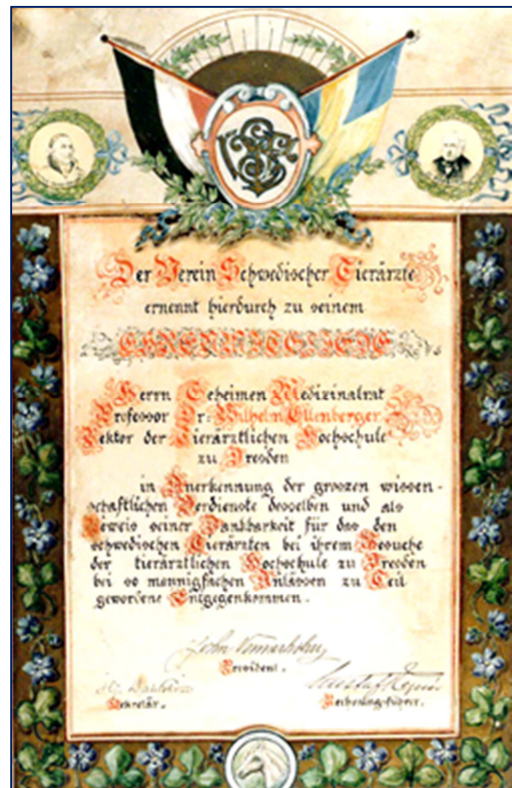 Der Verein Schwedischer Tierärzte
ernennt hierdurch zu seinem
EHRENMITGLIEDE
Herrn Geheimen Medizinalrat
Professor Dr. Wilhelm Ellenberger
Rektor der Tierärztlichen Hochschule
zu Dresden
in Anerkennung der grossen wissen-
schaftlichen Verdienste desselben und als
Beweis seiner Dankbarkeit für das den
schwedischen Tierärzten bei ihrem Besuche
der tierärztlichen Hochschule zu Dresden
bei so mannigfachen Anlässen zu Teil
gewordene Entgegenkommen.
John
President.
Gustaf
Sekretär.
Rechnungsführer.